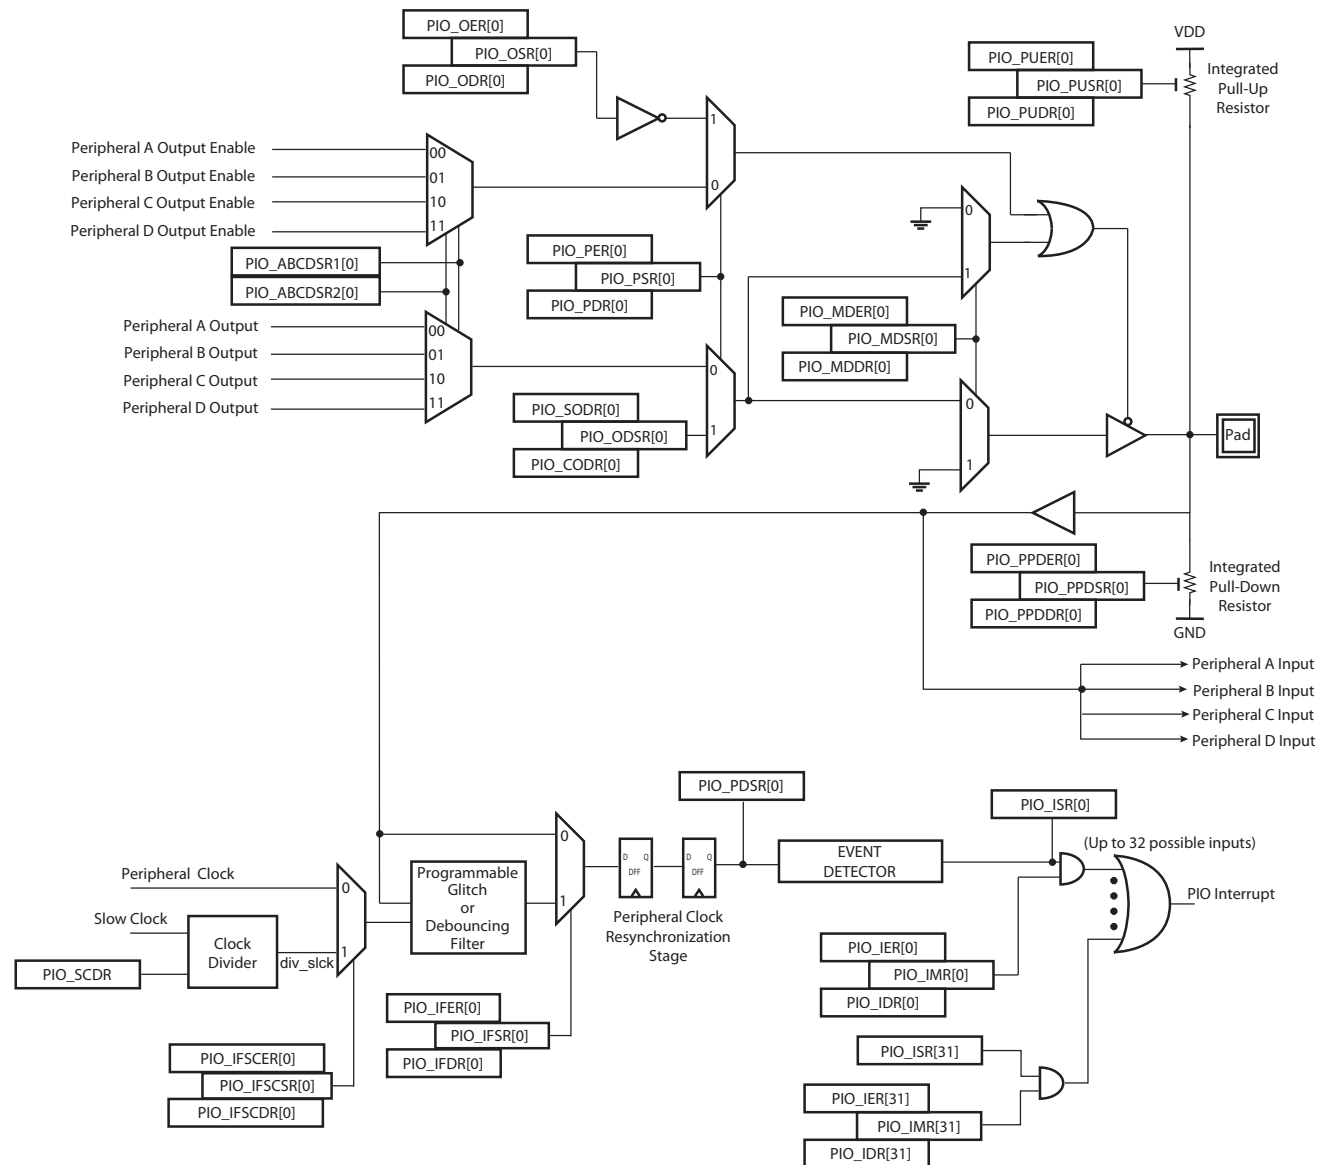 PIO_OER[0]
PIO_OSR[0]
PIO_ODR[0]
1
0
Peripheral A Output Enable
Peripheral B Output Enable
Peripheral C Output Enable
Peripheral D Output Enable
00
01
10
11
PIO_ABCDSR1[0]
PIO_ABCDSR2[0]
Peripheral A Output
Peripheral B Output
Peripheral C Output
Peripheral D Output
00
01
10
11
PIO_PER[0]
PIO_PSR[0]
PIO_PDR[0]
0
1
PIO_SODR[0]
PIO_ODSR[0]
PIO_CODR[0]
0
1
PIO_MDER[0]
PIO_MDSR[0]
PIO_MDDR[0]
0
1
PIO_PUER[0]
PIO_PUSR[0]
PIO_PUDR[0]
VDD
Integrated
Pull-Up
Resistor
Pad
PIO_PPDER[0]
PIO_PPDSR[0]
PIO_PPDDR[0]
Integrated
Pull-Down
Resistor
GND
Peripheral A Input
Peripheral B Input
Peripheral C Input
Peripheral D Input
Peripheral Clock
Slow Clock
Clock
Divider
div_slck
PIO_SCDR
0
1
PIO_IFSCER[0]
PIO_IFSCSR[0]
PIO_IFSCDR[0]
Programmable
Glitch
or
Debouncing
Filter
PIO_IFER[0]
PIO_IFSR[0]
PIO_IFDR[0]
0
1
D Q
DFF
D Q
DFF
Peripheral Clock
Resynchronization
Stage
PIO_PDSR[0]
EVENT
DETECTOR
PIO_ISR[0]
(Up to 32 possible inputs)
PIO Interrupt
PIO_IER[0]
PIO_IMR[0]
PIO_IDR[0]
PIO_ISR[31]
PIO_IER[31]
PIO_IMR[31]
PIO_IDR[31]